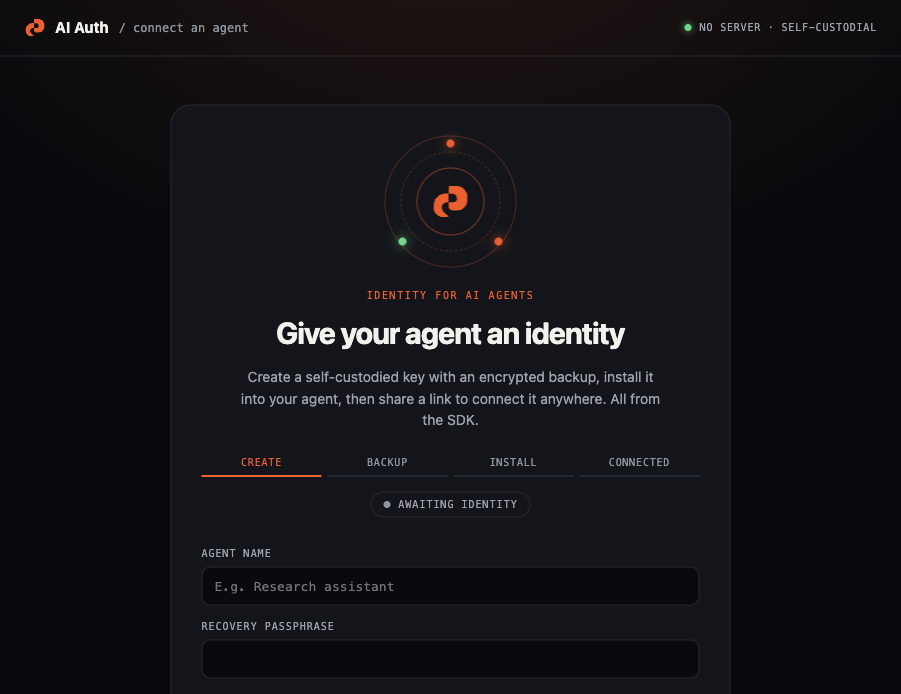 AI Auth / connect an agent
NO SERVER · SELF-CUSTODIAL
IDENTITY FOR AI AGENTS
Give your agent an identity
Create a self-custodied key with an encrypted backup, install it
into your agent, then share a link to connect it anywhere. All from
the SDK.
CREATE BACKUP INSTALL CONNECTED
AWAITING IDENTITY
AGENT NAME
E.g. Research assistant
RECOVERY PASSPHRASE